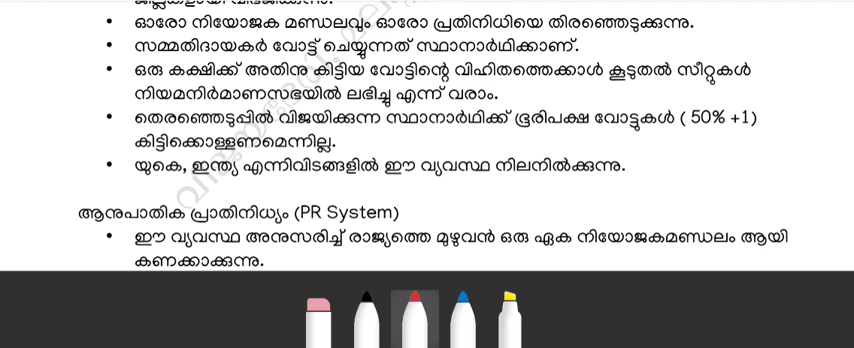 • ഓരോ നിയോജക മണ്ഡലവും ഓരോ പ്രതിനിധിയെ തിരഞ്ഞെടുക്കുന്നു.
• സമ്മതിദായകർ വോട്ട് ചെയ്യുന്നത് സ്ഥാനാർഥിക്കാണ്.
• ഒരു കക്ഷിക്ക് അതിനു കിട്ടിയ വോട്ടിന്റെ വിഹിതത്തെക്കാൾ കൂടുതൽ സീറ്റുകൾ
നിയമനിർമാണസഭയിൽ ലഭിച്ചു എന്ന് വരാം.
• തെരഞ്ഞെടുപ്പിൽ വിജയിക്കുന്ന സ്ഥാനാർഥിക്ക് ഭൂരിപക്ഷ വോട്ടുകൾ ( 50% +1)
കിട്ടിക്കൊള്ളണമെന്നില്ല.
• യുകെ, ഇന്ത്യ എന്നിവിടങ്ങളിൽ ഈ വ്യവസ്ഥ നിലനിൽക്കുന്നു.
ആനുപാതിക പ്രാതിനിധ്യം (PR System)
• ഈ വ്യവസ്ഥ അനുസരിച്ച് രാജ്യത്തെ മുഴുവൻ ഒരു ഏക നിയോജകമണ്ഡലം ആയി
കണക്കാക്കുന്നു.